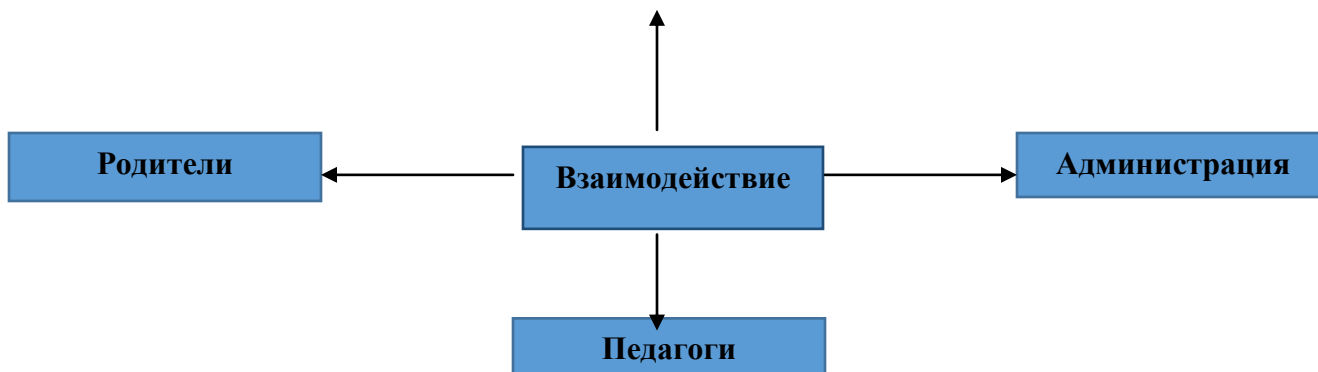 Родители
Взаимодействие
Администрация
Педагоги